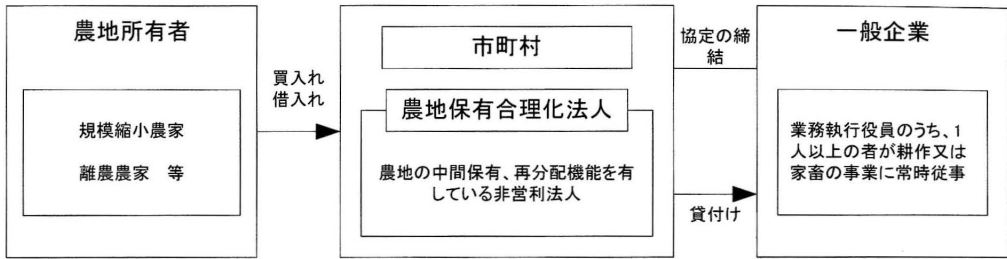 農地所有者
規模縮小農家
離農農家　等
買入れ
借入れ
市町村
農地保有合理化法人
農地の中間保有、再分配機能を有
している非営利法人
協定の締
結
貸付け
一般企業
業務執行役員のうち、1
人以上の者が耕作又は
家畜の事業に常時従事